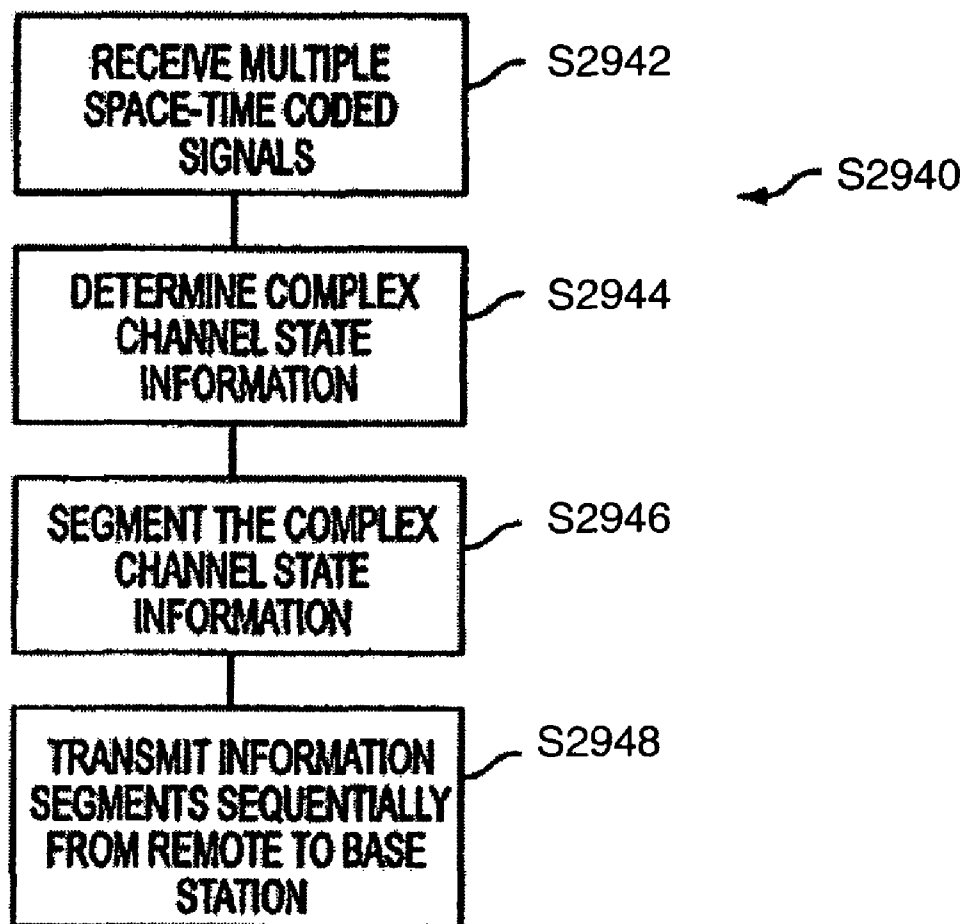 RECEIVE MULTIPLE
SPACE-TIME CODED
SIGNALS
S2942
S2940
DETERMINE COMPLEX
CHANNEL STATE
INFORMATION
S2944
SEGMENT THE COMPLEX
CHANNEL STATE
INFORMATION
S2946
TRANSMIT INFORMATION
SEGMENTS SEQUENTIALLY
FROM REMOTE TO BASE
STATION
S2948